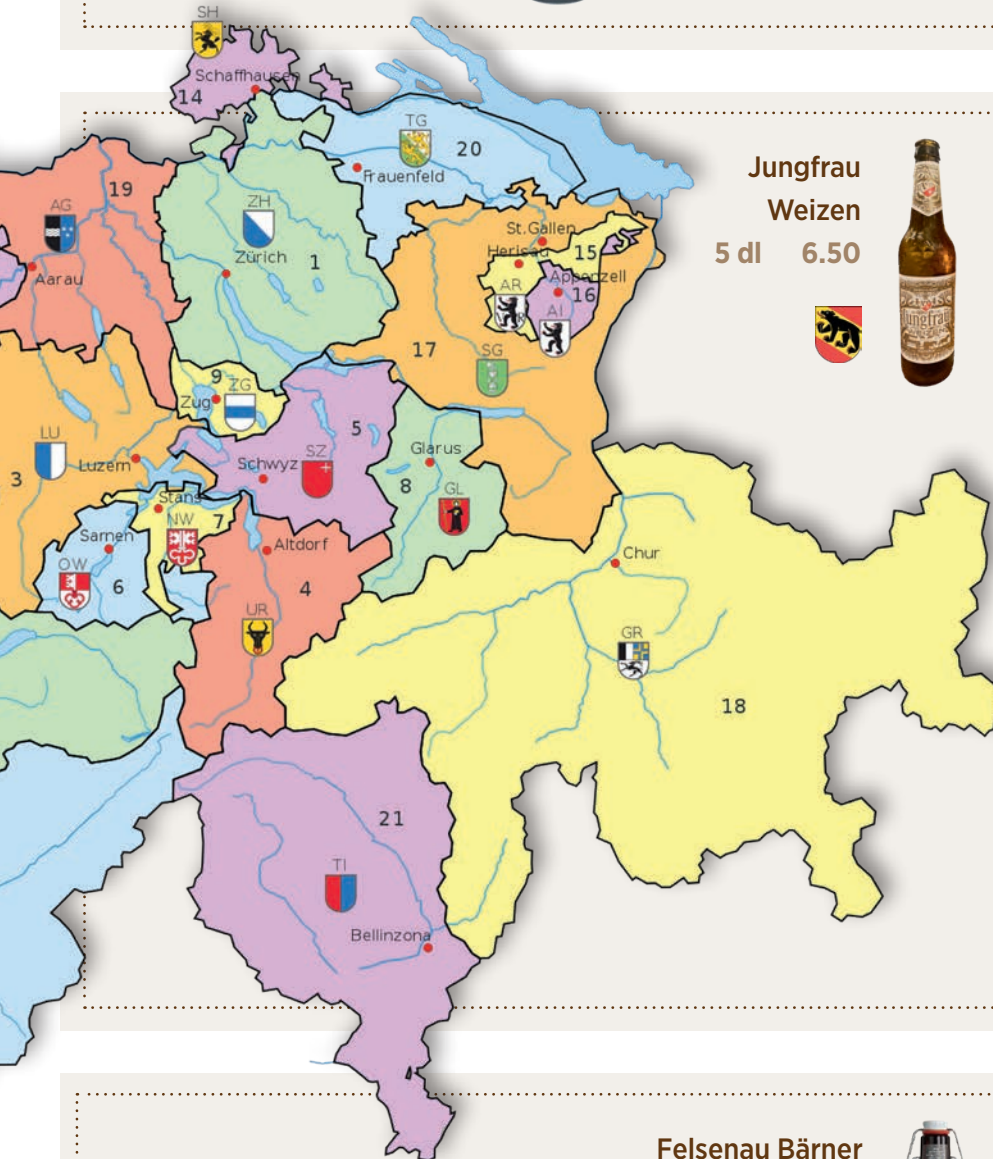 SH
Schaffhausen
14
TG
20
Frauenfeld
19
AG
Aarau
ZH
Zürich
1
St.Gallen
15
Herisau
Appenzell
AR
16
AI
17
SG
Jungfrau
Weizen
5 dl 6.50
Jungfrau
9
ZG
Zug
LU
Luzern
3
5
SZ
Schwyz
Glarus
8
GL
Stans
NW
7
Sarnen
OW
6
Altdorf
4
UR
Chur
GR
18
21
TI
Bellinzona
Felsenau Bärner